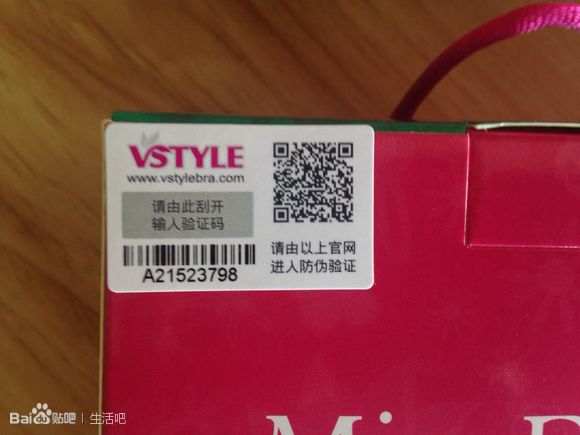 VSTYLE
www.vstylebra.com
请由此刮开
输入验证码
A21523798
请由以上官网
进入防伪验证
Bai贴吧 | 生活吧